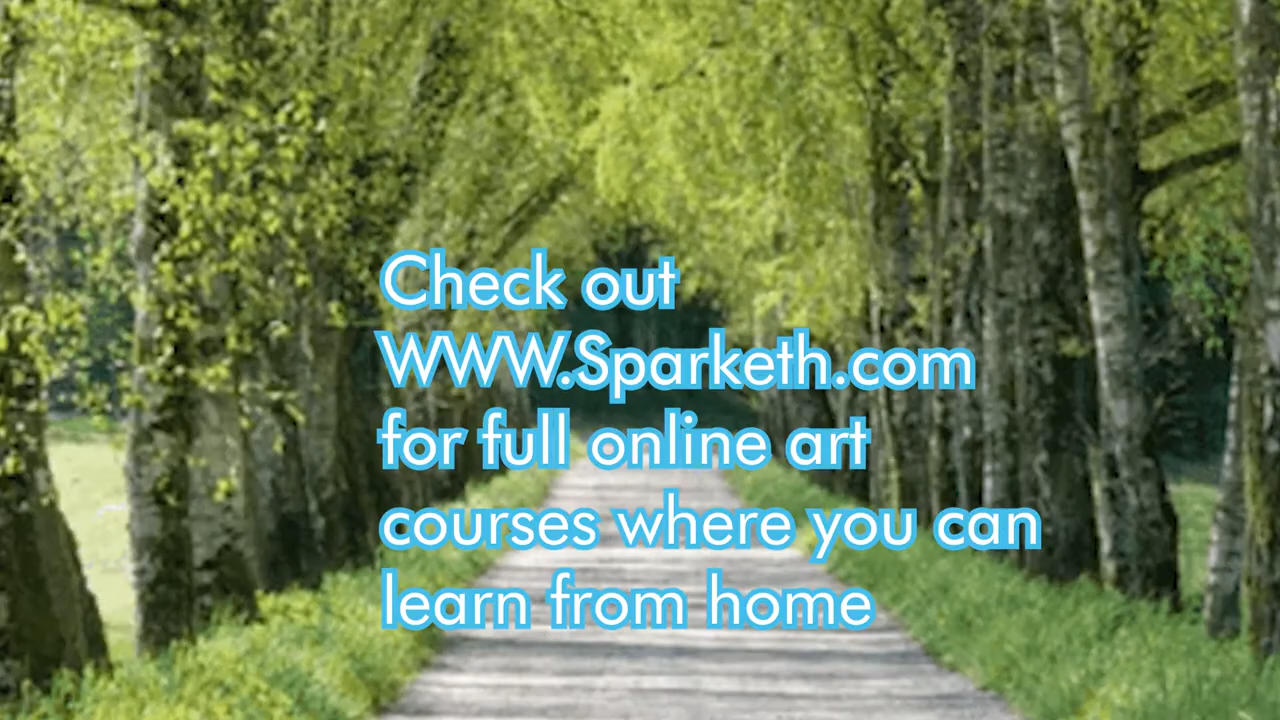 Check out
WWW.Sparketh.com
for full online art
courses where you can
learn from home